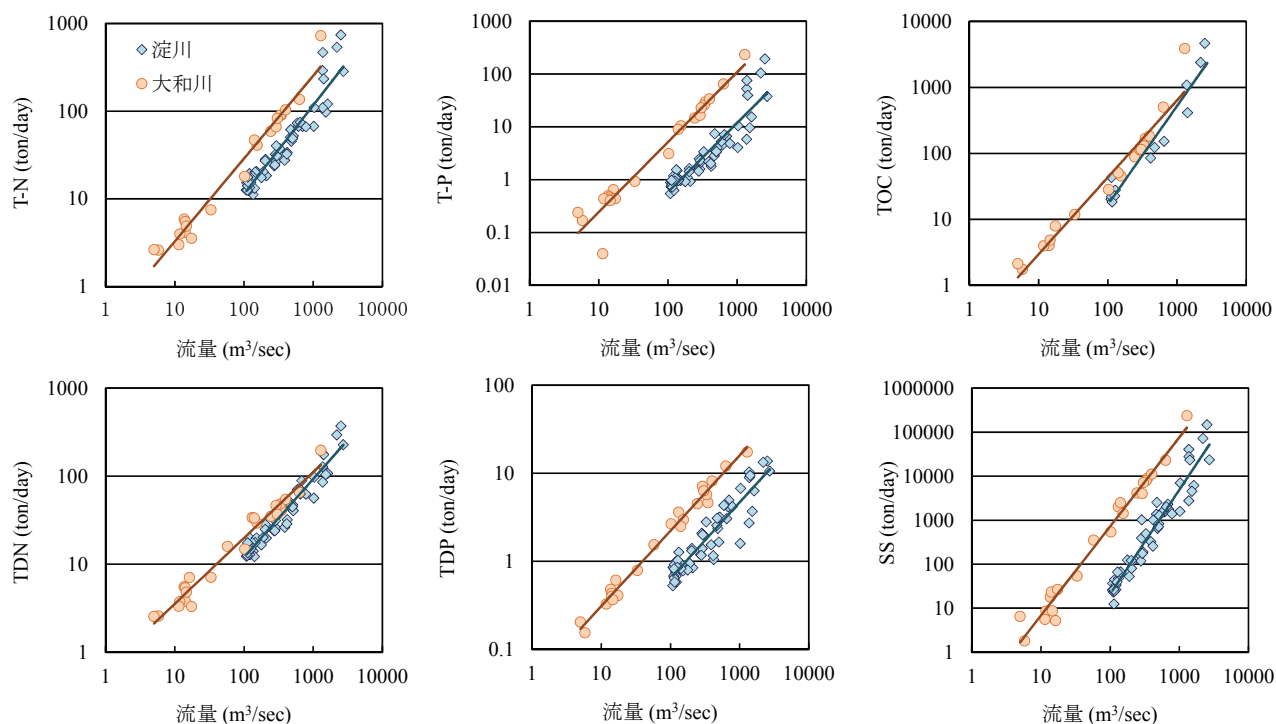 1000
100
10
1
T-N (ton/day)
淀川
大和川
1 10 100 1000 10000
流量 (m³/sec)
1000
100
10
1
0.1
0.01
T-P (ton/day)
1 10 100 1000 10000
流量 (m³/sec)
10000
1000
100
10
1
TOC (ton/day)
1 10 100 1000 10000
流量 (m³/sec)
1000
100
10
1
TDN (ton/day)
1 10 100 1000 10000
流量 (m³/sec)
100
10
1
0.1
TDP (ton/day)
1 10 100 1000 10000
流量 (m³/sec)
1000000
100000
10000
1000
100
10
1
SS (ton/day)
1 10 100 1000 10000
流量 (m³/sec)